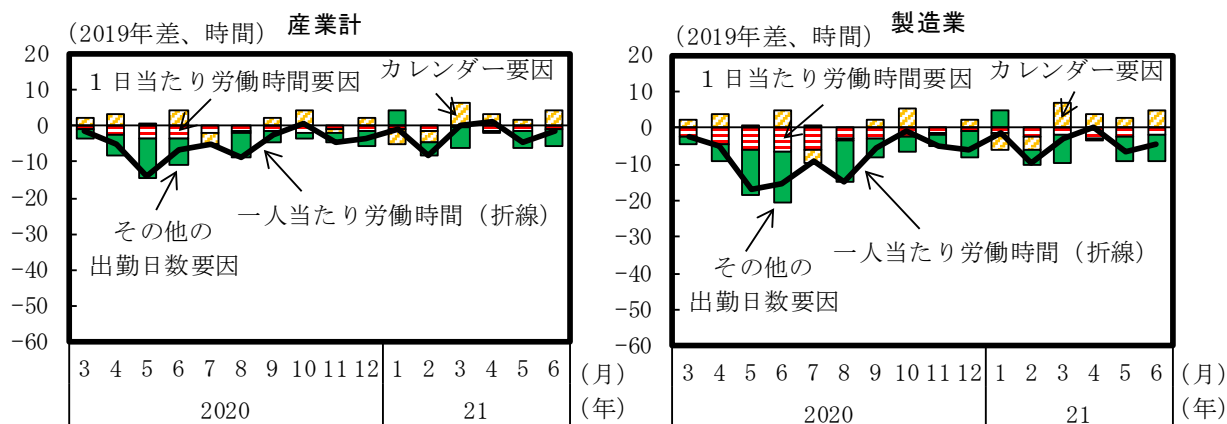 産業計
(2019年差、時間)
20
10
0
-10
-20
-30
-40
-50
-60
1日当たり労働時間要因
カレンダー要因
一人当たり労働時間(折線)
その他の
出勤日数要因
3 4 5 6 7 8 9 10 11 12 1 2 3 4 5 6 (月)
2020 21 (年)
製造業
(2019年差、時間)
20
10
0
-10
-20
-30
-40
-50
-60
1日当たり労働時間要因
カレンダー要因
一人当たり労働時間(折線)
その他の
出勤日数要因
3 4 5 6 7 8 9 10 11 12 1 2 3 4 5 6 (月)
2020 21 (年)